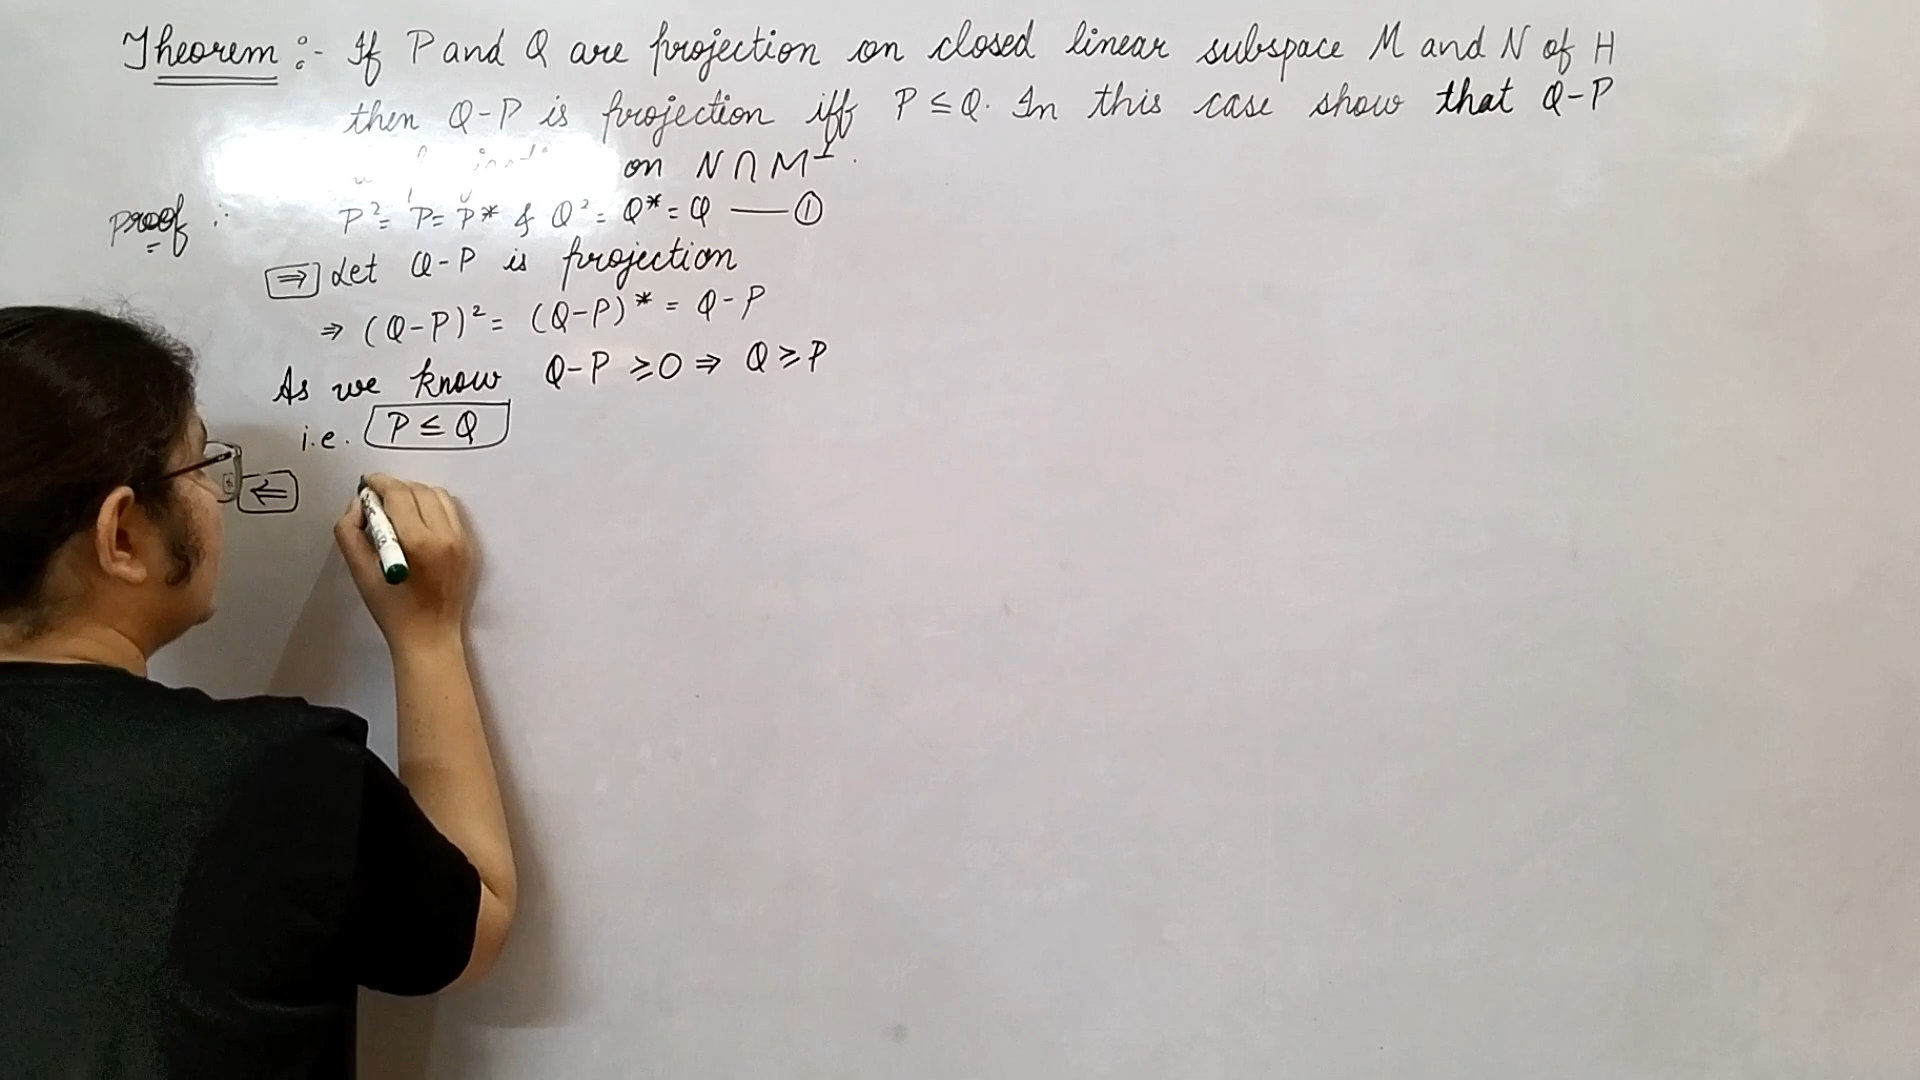 Theorem :- If P and Q are projection on closed linear subspace M and N of H
then Q-P is projection iff P ≤ Q. In this case show that Q-P
on N ∩ M⊥.
Proof : P² = P = P* & Q² = Q* = Q —— ①
⇒ Let Q-P is projection
⇒ (Q-P)² = (Q-P)* = Q-P
As we know Q-P ≥ 0 ⇒ Q ≥ P
i.e. P ≤ Q
⇐